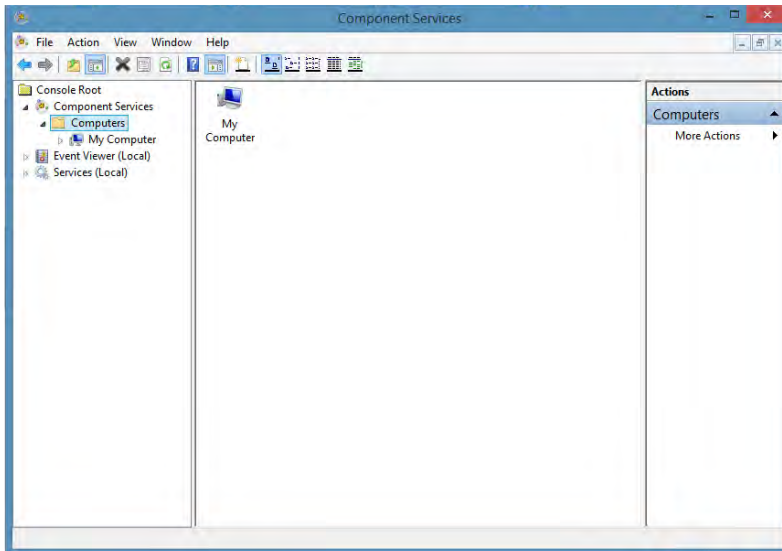 Component Services
File Action View Window Help
Console Root
Component Services
Computers
My Computer
Event Viewer (Local)
Services (Local)
My
Computer
Actions
Computers
More Actions